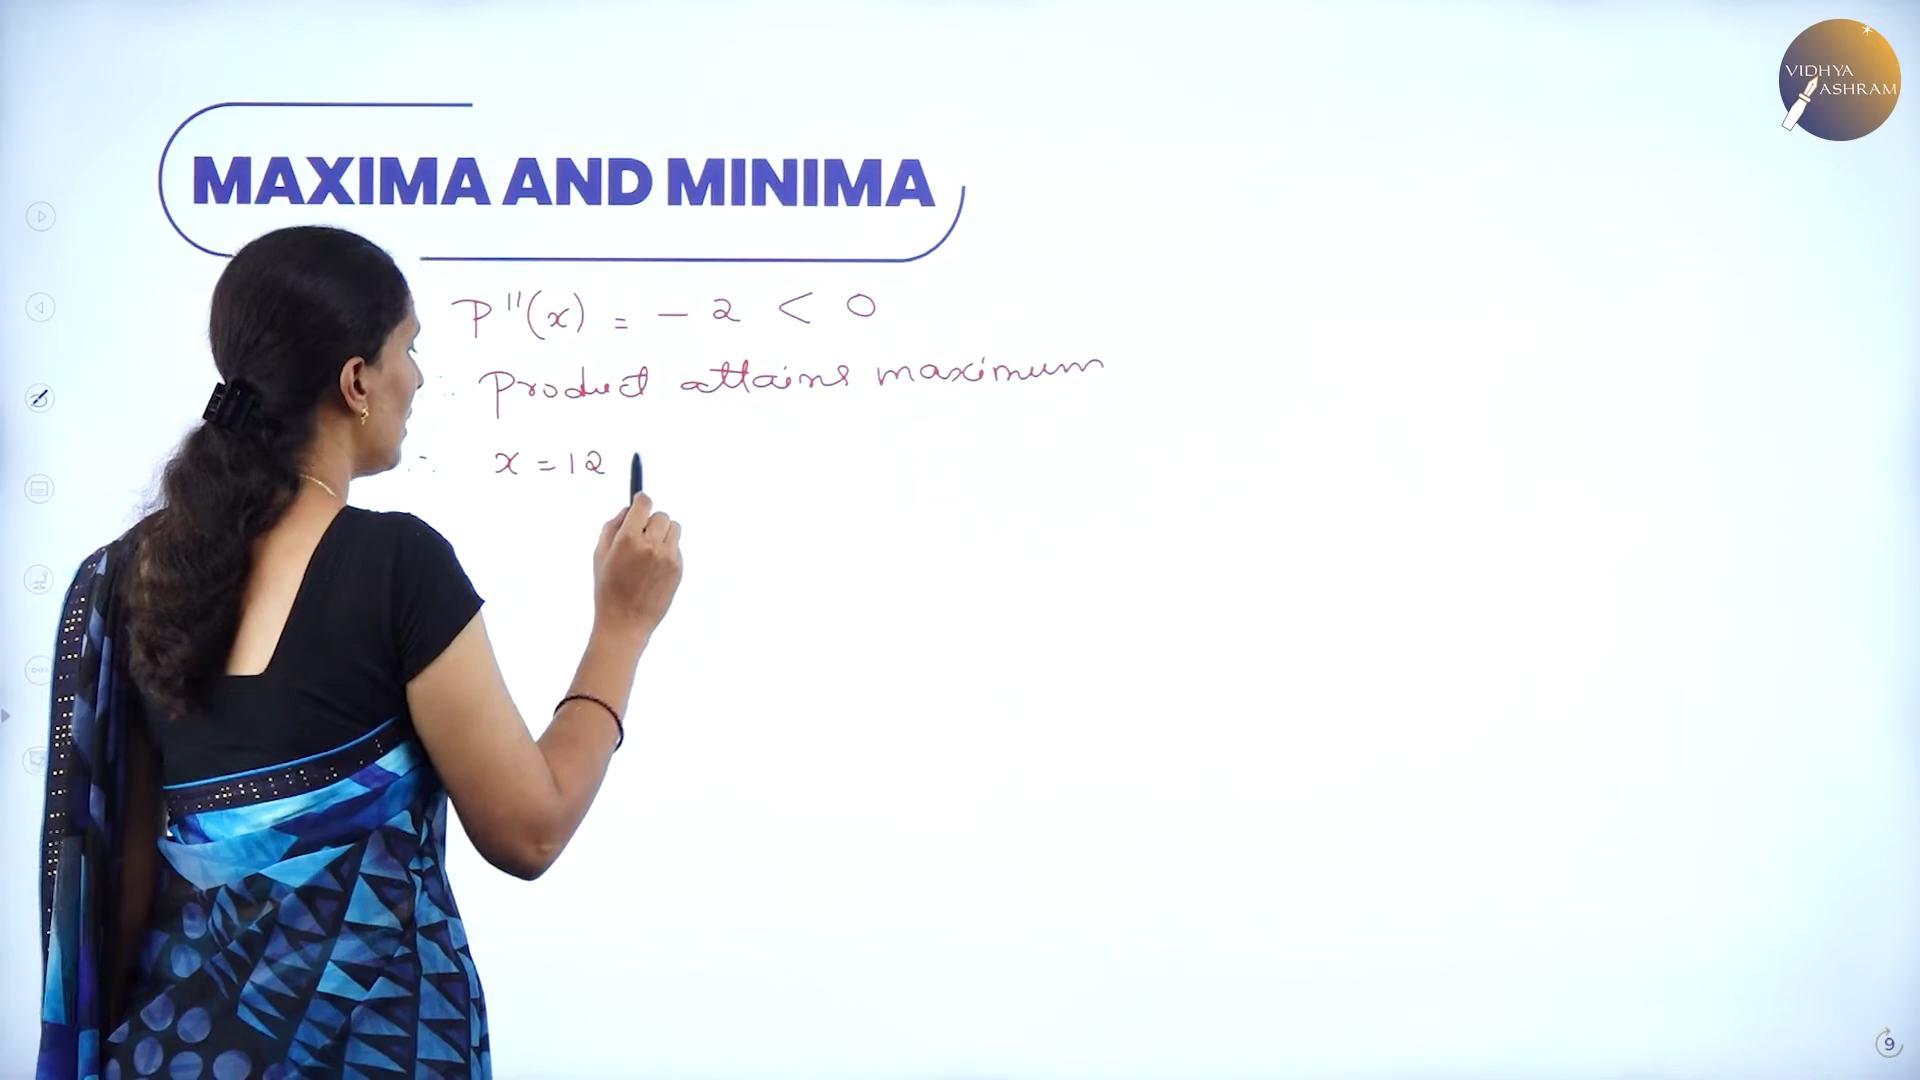 VIDHYA
ASHRAM
MAXIMA AND MINIMA
P''(x) = - 2 < 0
∴ Product attains maximum
∴ x = 12
9